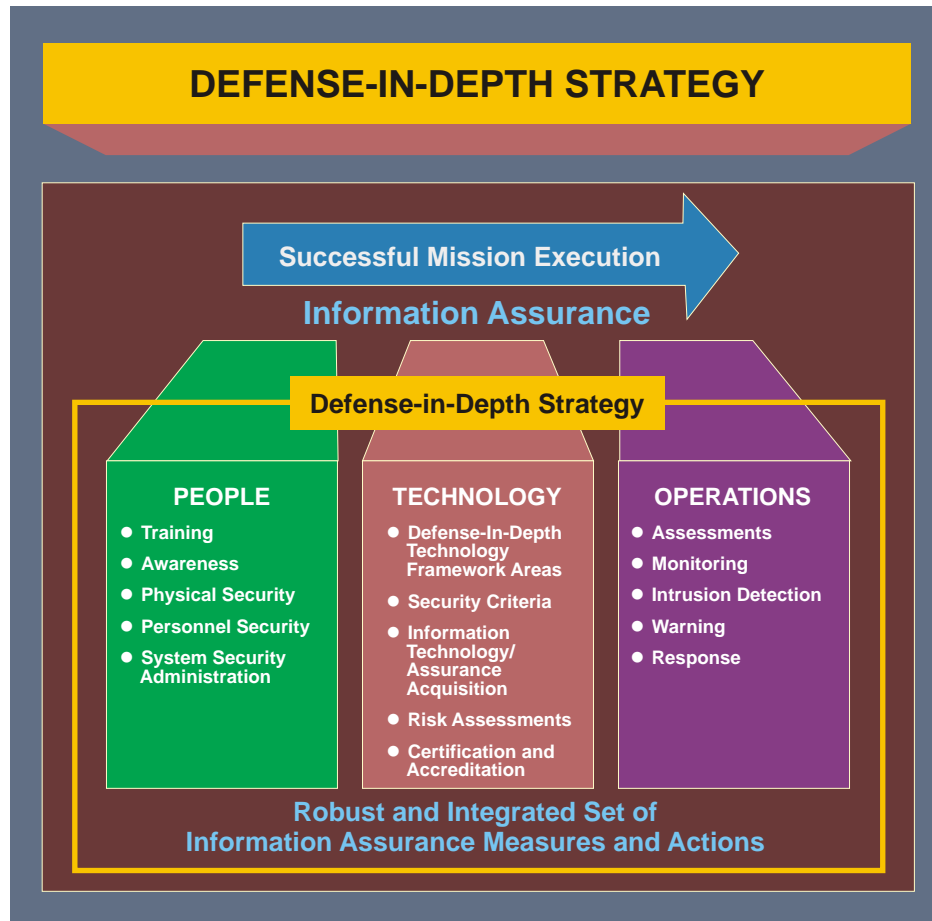 DEFENSE-IN-DEPTH STRATEGY
Successful Mission Execution
Information Assurance
Defense-in-Depth Strategy
PEOPLE
● Training
● Awareness
● Physical Security
● Personnel Security
● System Security
Administration
TECHNOLOGY
● Defense-In-Depth
Technology
Framework Areas
● Security Criteria
● Information
Technology/
Assurance
Acquisition
● Risk Assessments
● Certification and
Accreditation
OPERATIONS
● Assessments
● Monitoring
● Intrusion Detection
● Warning
● Response
Robust and Integrated Set of
Information Assurance Measures and Actions